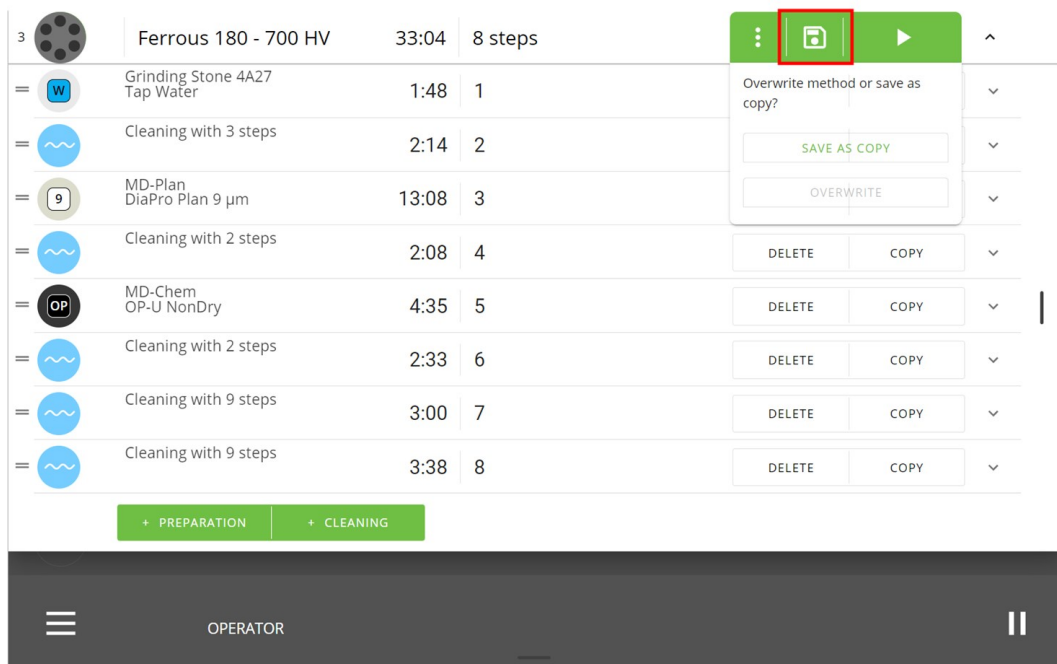 3 Ferrous 180 - 700 HV 33:04 8 steps
W Grinding Stone 4A27
Tap Water 1:48 1
Overwrite method or save as
copy?
SAVE AS COPY
OVERWRITE
Cleaning with 3 steps 2:14 2
9 MD-Plan
DiaPro Plan 9 µm 13:08 3
Cleaning with 2 steps 2:08 4 DELETE COPY
OP MD-Chem
OP-U NonDry 4:35 5 DELETE COPY
Cleaning with 2 steps 2:33 6 DELETE COPY
Cleaning with 9 steps 3:00 7 DELETE COPY
Cleaning with 9 steps 3:38 8 DELETE COPY
+ PREPARATION + CLEANING
OPERATOR